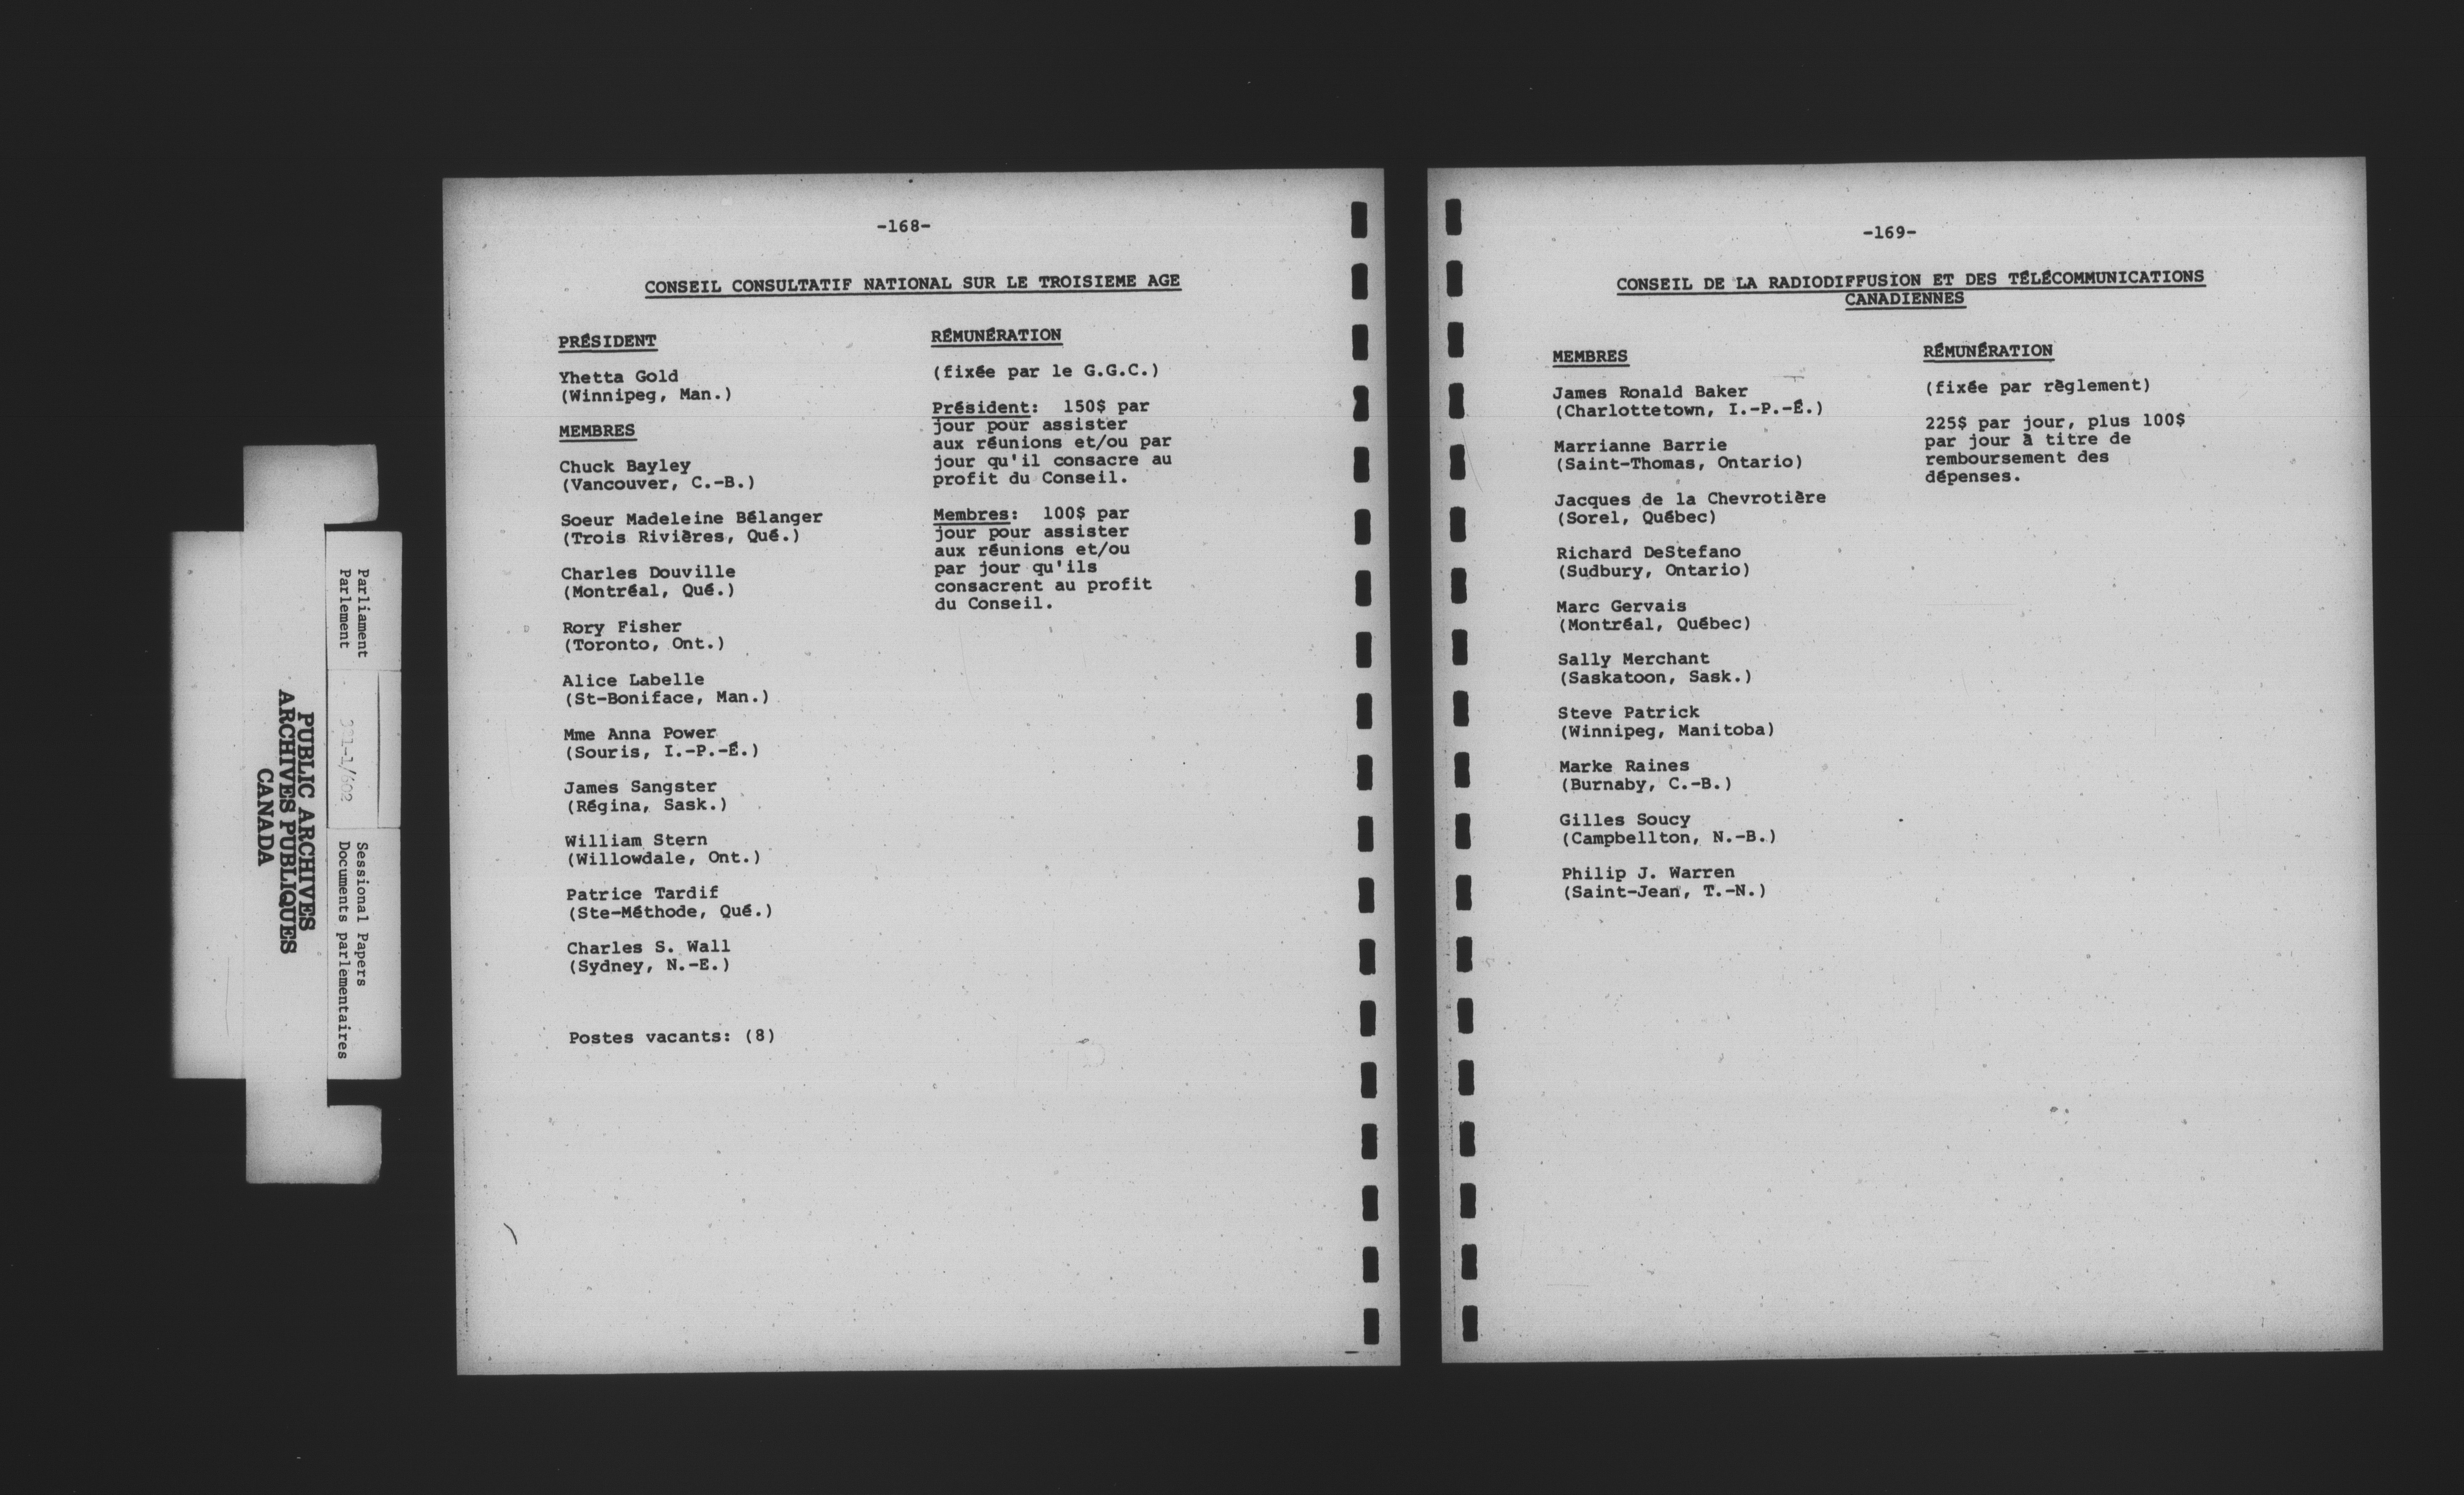 Parliament
Parlement
Sessional Papers
Documents parlementaires
PUBLIC ARCHIVES
ARCHIVES PUBLIQUES
CANADA
-168-
CONSEIL CONSULTATIF NATIONAL SUR LE TROISIEME AGE
PRÉSIDENT
Yhetta Gold
(Winnipeg, Man.)
MEMBRES
Chuck Bayley
(Vancouver, C.-B.)
Soeur Madeleine Bélanger
(Trois Rivières, Qué.)
Charles Douville
(Montréal, Qué.)
Rory Fisher
(Toronto, Ont.)
Alice Labelle
(St-Boniface, Man.)
Mme Anna Power
(Souris, I.-P.-É.)
James Sangster
(Régina, Sask.)
William Stern
(Willowdale, Ont.)
Patrice Tardif
(Ste-Méthode, Qué.)
Charles S. Wall
(Sydney, N.-E.)
Postes vacants: (8)
RÉMUNÉRATION
(fixée par le G.G.C.)
Président: 150$ par
jour pour assister
aux réunions et/ou par
jour qu'il consacre au
profit du Conseil.
Membres: 100$ par
jour pour assister
aux réunions et/ou
par jour qu'ils
consacrent au profit
du Conseil.
-169-
CONSEIL DE LA RADIODIFFUSION ET DES TÉLÉCOMMUNICATIONS
CANADIENNES
MEMBRES
James Ronald Baker
(Charlottetown, I.-P.-É.)
Marrianne Barrie
(Saint-Thomas, Ontario)
Jacques de la Chevrotière
(Sorel, Québec)
Richard DeStefano
(Sudbury, Ontario)
Marc Gervais
(Montréal, Québec)
Sally Merchant
(Saskatoon, Sask.)
Steve Patrick
(Winnipeg, Manitoba)
Marke Raines
(Burnaby, C.-B.)
Gilles Soucy
(Campbellton, N.-B.)
Philip J. Warren
(Saint-Jean, T.-N.)
RÉMUNÉRATION
(fixée par règlement)
225$ par jour, plus 100$
par jour à titre de
remboursement des
dépenses.